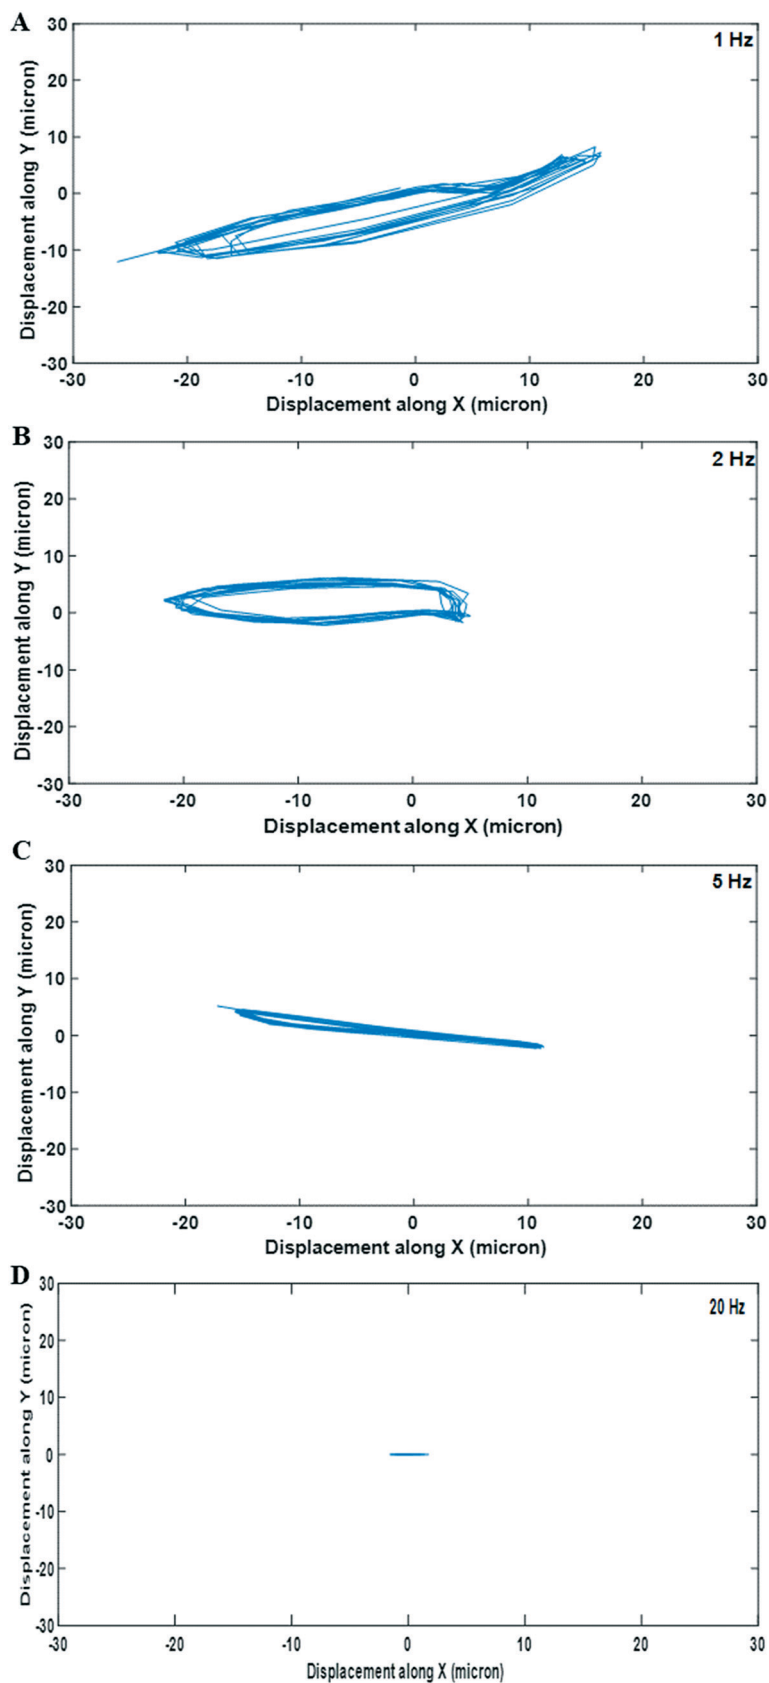 A
1 Hz
Displacement along Y (micron)
30
20
10
0
-10
-20
-30
-30 -20 -10 0 10 20 30
Displacement along X (micron)
B
2 Hz
Displacement along Y (micron)
30
20
10
0
-10
-20
-30
-30 -20 -10 0 10 20 30
Displacement along X (micron)
C
5 Hz
Displacement along Y (micron)
30
20
10
0
-10
-20
-30
-30 -20 -10 0 10 20 30
Displacement along X (micron)
D
20 Hz
Displacement along Y (micron)
30
20
10
0
-10
-20
-30
-30 -20 -10 0 10 20 30
Displacement along X (micron)